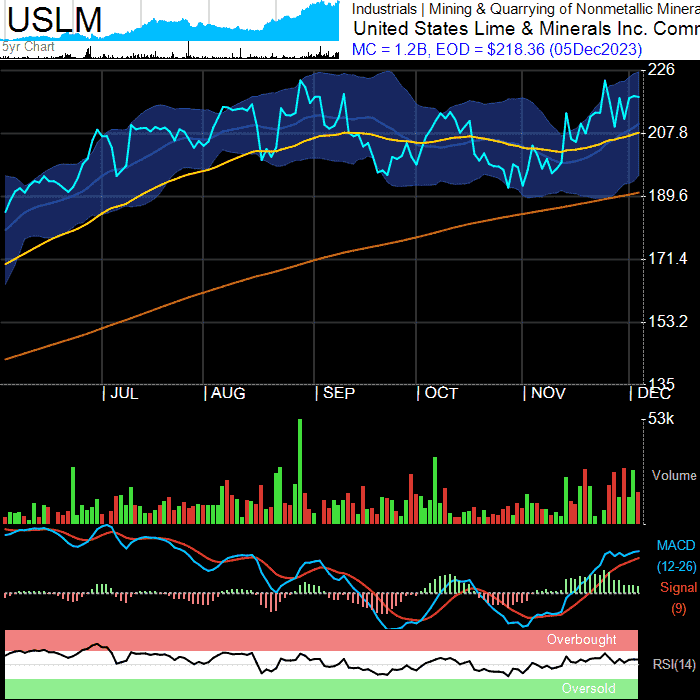 USLM
5yr Chart
Industrials | Mining & Quarrying of Nonmetallic Minera
United States Lime & Minerals Inc. Comm
MC = 1.2B, EOD = $218.36 (05Dec2023)
226
207.8
189.6
171.4
153.2
135
JUL AUG SEP OCT NOV DEC
53k
Volume
MACD
(12-26)
Signal
(9)
Overbought
RSI(14)
Oversold